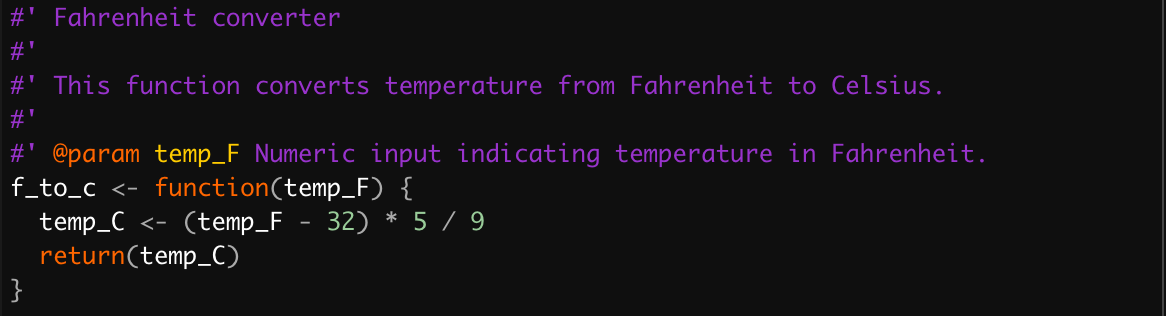 #' Fahrenheit converter
#'
#' This function converts temperature from Fahrenheit to Celsius.
#'
#' @param temp_F Numeric input indicating temperature in Fahrenheit.
f_to_c <- function(temp_F) {
  temp_C <- (temp_F - 32) * 5 / 9
  return(temp_C)
}